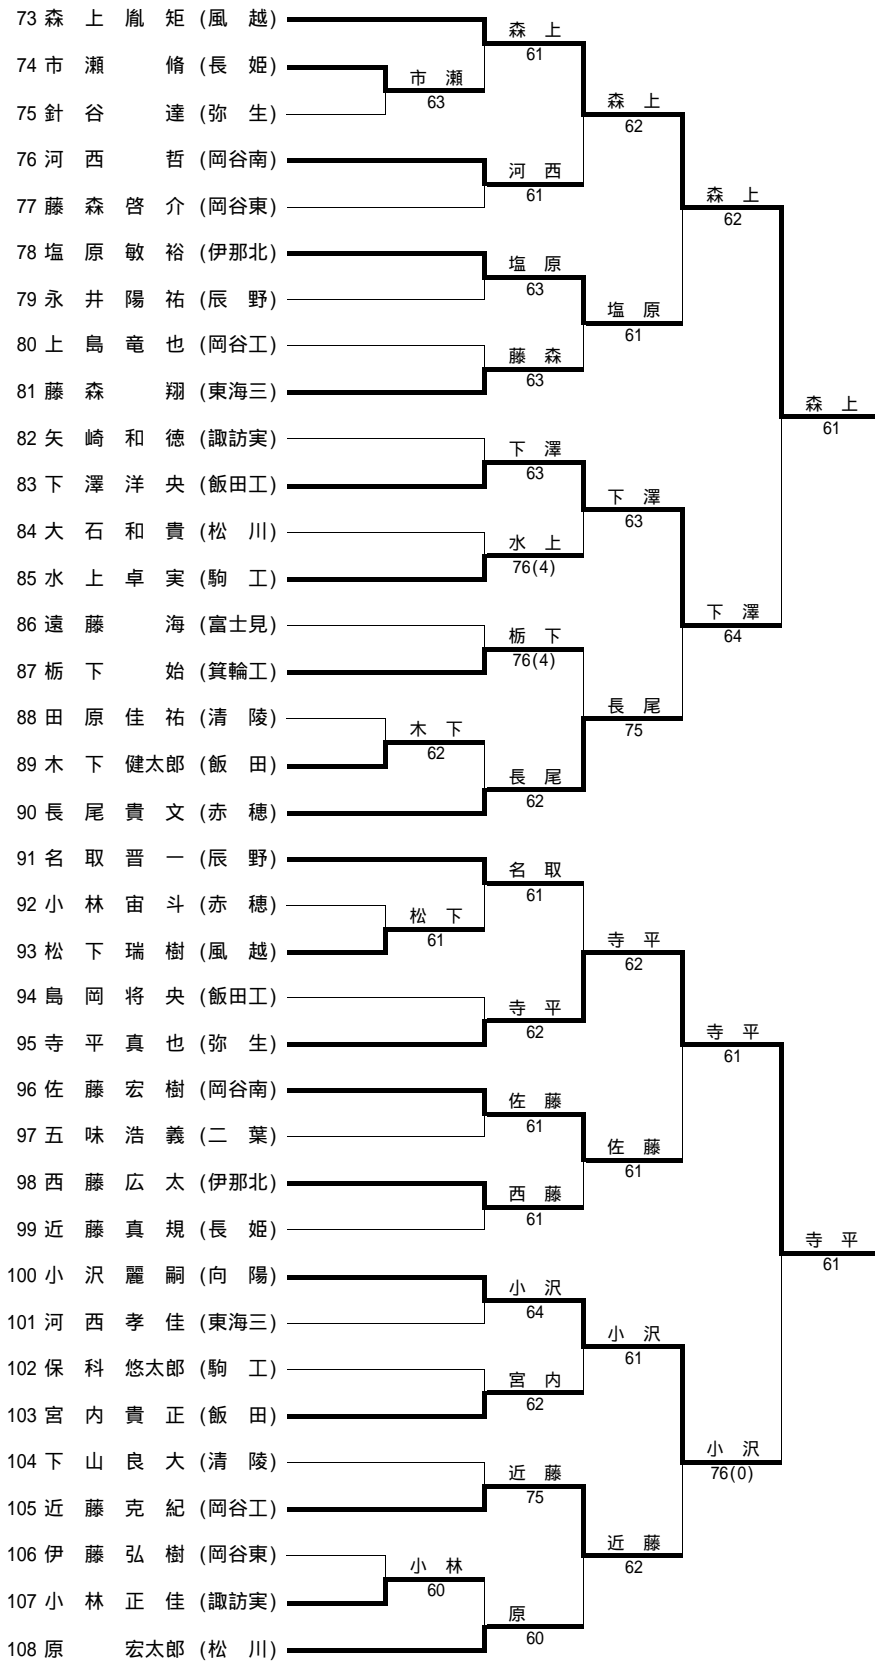 73 森 上 胤 矩 (風 越)
74 市 瀬 脩 (長 姫)
75 針 谷 達 (弥 生)
76 河 西 哲 (岡谷南)
77 藤 森 啓 介 (岡谷東)
78 塩 原 敏 裕 (伊那北)
79 永 井 陽 祐 (辰 野)
80 上 島 竜 也 (岡谷工)
81 藤 森 翔 (東海三)
82 矢 崎 和 徳 (諏訪実)
83 下 澤 洋 央 (飯田工)
84 大 石 和 貴 (松 川)
85 水 上 卓 実 (駒 工)
86 遠 藤 海 (富士見)
87 栃 下 始 (箕輪工)
88 田 原 佳 祐 (清 陵)
89 木 下 健太郎 (飯 田)
90 長 尾 貴 文 (赤 穂)
91 名 取 晋 一 (辰 野)
92 小 林 宙 斗 (赤 穂)
93 松 下 瑞 樹 (風 越)
94 島 岡 将 央 (飯田工)
95 寺 平 真 也 (弥 生)
96 佐 藤 宏 樹 (岡谷南)
97 五 味 浩 義 (二 葉)
98 西 藤 広 太 (伊那北)
99 近 藤 真 規 (長 姫)
100 小 沢 麗 嗣 (向 陽)
101 河 西 孝 佳 (東海三)
102 保 科 悠太郎 (駒 工)
103 宮 内 貴 正 (飯 田)
104 下 山 良 大 (清 陵)
105 近 藤 克 紀 (岡谷工)
106 伊 藤 弘 樹 (岡谷東)
107 小 林 正 佳 (諏訪実)
108 原 宏太郎 (松 川)
市 瀬
63
木 下
62
松 下
61
小 林
60
森 上
61
河 西
61
塩 原
63
藤 森
63
下 澤
63
水 上
76(4)
栃 下
76(4)
長 尾
62
名 取
61
寺 平
62
佐 藤
61
西 藤
61
小 沢
64
宮 内
62
近 藤
75
原
60
森 上
62
塩 原
61
下 澤
63
長 尾
75
寺 平
62
佐 藤
61
小 沢
61
近 藤
62
森 上
62
下 澤
64
寺 平
61
小 沢
76(0)
森 上
61
寺 平
61